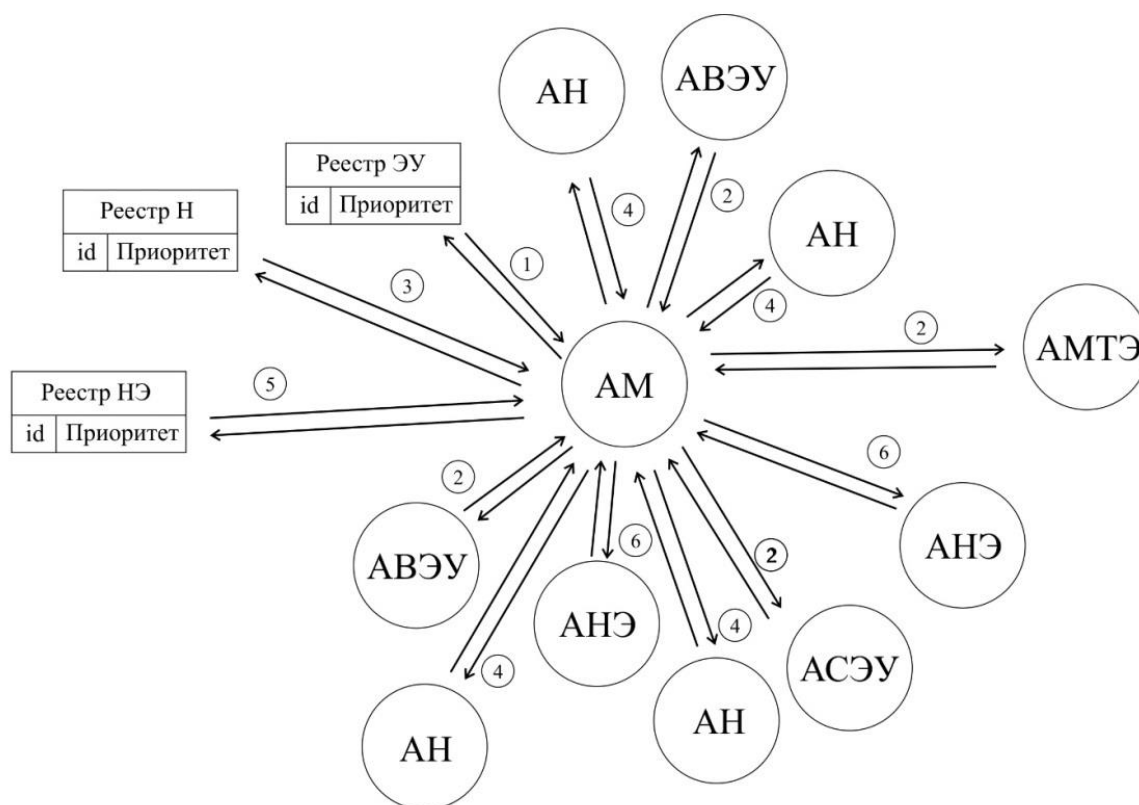 АН
АВЭУ
Реестр ЭУ
id Приоритет
Реестр Н
id Приоритет
4
2
АН
1
3
4
2
АМТЭ
АМ
Реестр НЭ
id Приоритет
5
6
2
АВЭУ
6
2
АНЭ
АНЭ
4
4
АСЭУ
АН
АН